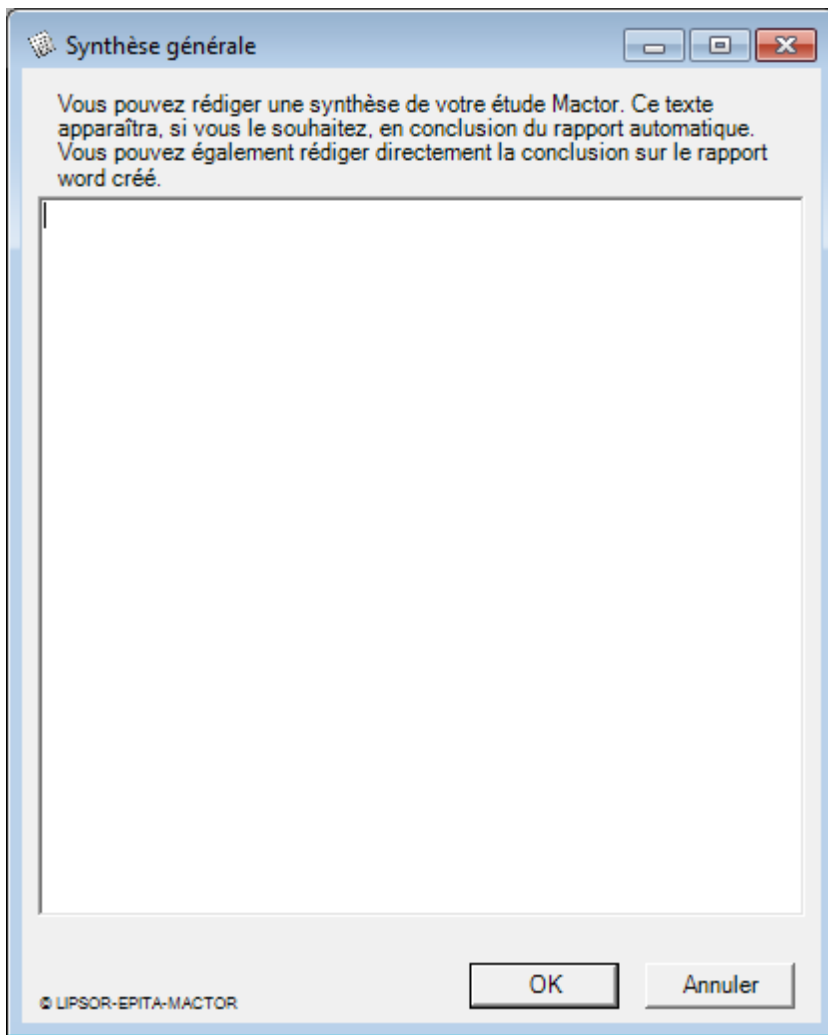 Synthèse générale
Vous pouvez rédiger une synthèse de votre étude Mactor. Ce texte
apparaîtra, si vous le souhaitez, en conclusion du rapport automatique.
Vous pouvez également rédiger directement la conclusion sur le rapport
word créé.
OK
Annuler
© LIPSOR-EPITA-MACTOR